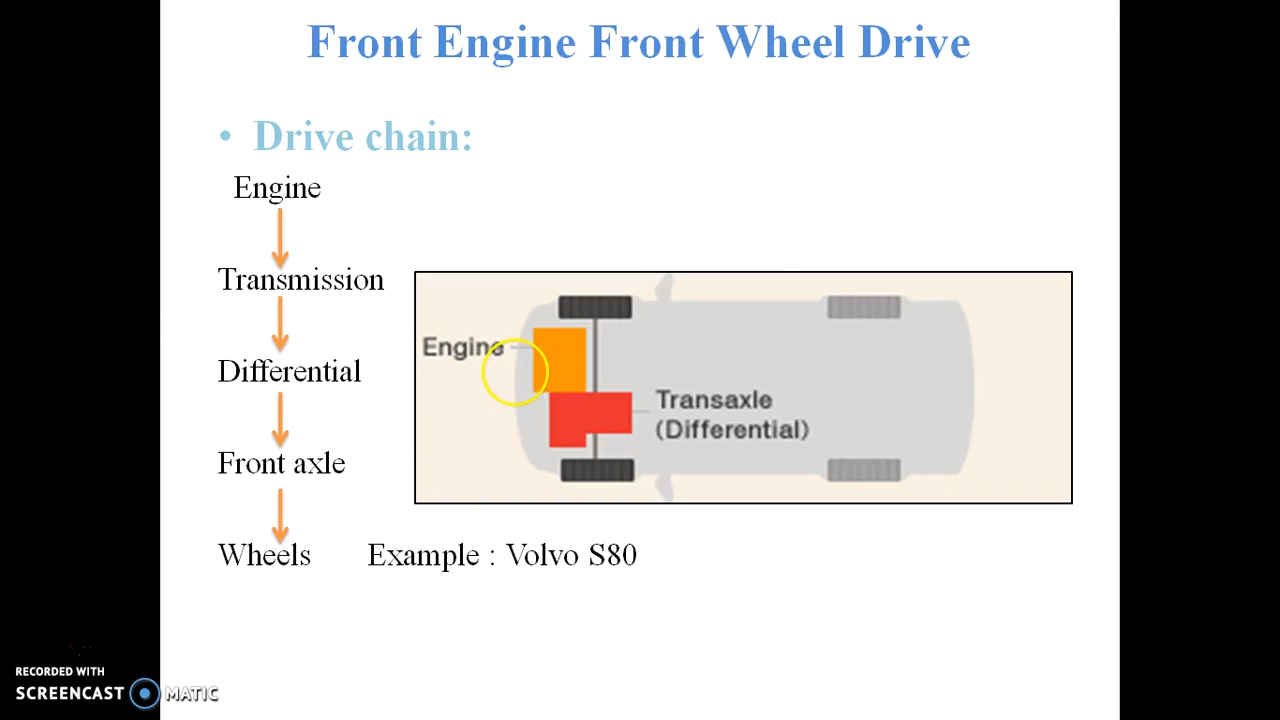 Front Engine Front Wheel Drive
• Drive chain:
Engine
Transmission
Differential
Front axle
Wheels
Example : Volvo S80
Engine
Transaxle
(Differential)
RECORDED WITH
SCREENCAST MATIC